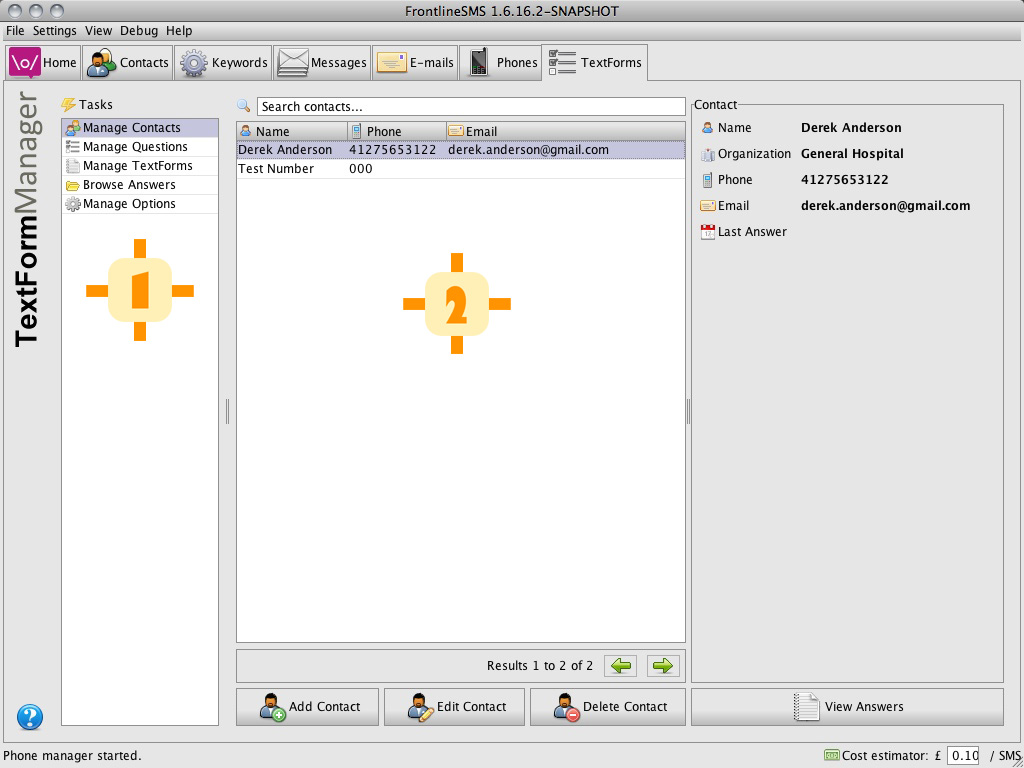 FrontlineSMS 1.6.16.2-SNAPSHOT
File Settings View Debug Help
\o/ Home Contacts Keywords Messages E-mails Phones TextForms
TextFormManager
Tasks
Manage Contacts
Manage Questions
Manage TextForms
Browse Answers
Manage Options
1
Search contacts...
Name Phone Email
Derek Anderson 41275653122 derek.anderson@gmail.com
Test Number 000
2
Results 1 to 2 of 2
Add Contact Edit Contact Delete Contact
Contact
Name Derek Anderson
Organization General Hospital
Phone 41275653122
Email derek.anderson@gmail.com
Last Answer
View Answers
?
Phone manager started.
Cost estimator: £ 0.10 / SMS